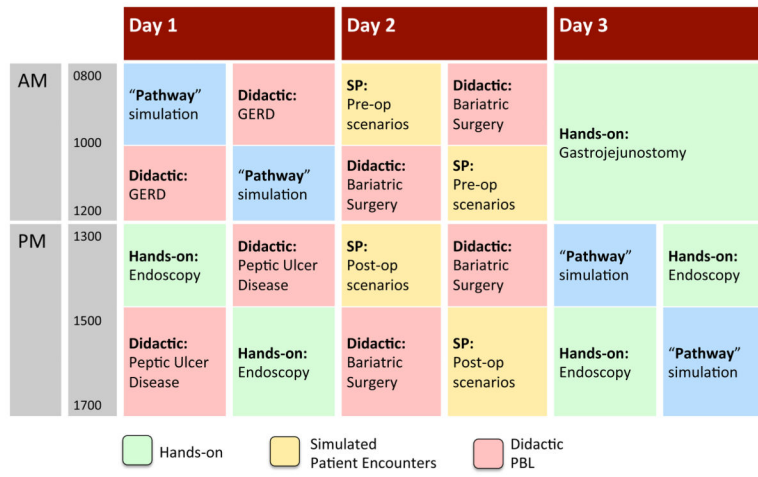 Day 1
Day 2
Day 3
AM
0800
1000
1200
“Pathway”
simulation
Didactic:
GERD
SP:
Pre-op
scenarios
Didactic:
Bariatric
Surgery
Hands-on:
Gastrojejunostomy
Didactic:
GERD
“Pathway”
simulation
Didactic:
Bariatric
Surgery
SP:
Pre-op
scenarios
PM
1300
1500
1700
Hands-on:
Endoscopy
Didactic:
Peptic Ulcer
Disease
SP:
Post-op
scenarios
Didactic:
Bariatric
Surgery
“Pathway”
simulation
Hands-on:
Endoscopy
Didactic:
Peptic Ulcer
Disease
Hands-on:
Endoscopy
Didactic:
Bariatric
Surgery
SP:
Post-op
scenarios
Hands-on:
Endoscopy
“Pathway”
simulation
Hands-on
Simulated
Patient Encounters
Didactic
PBL